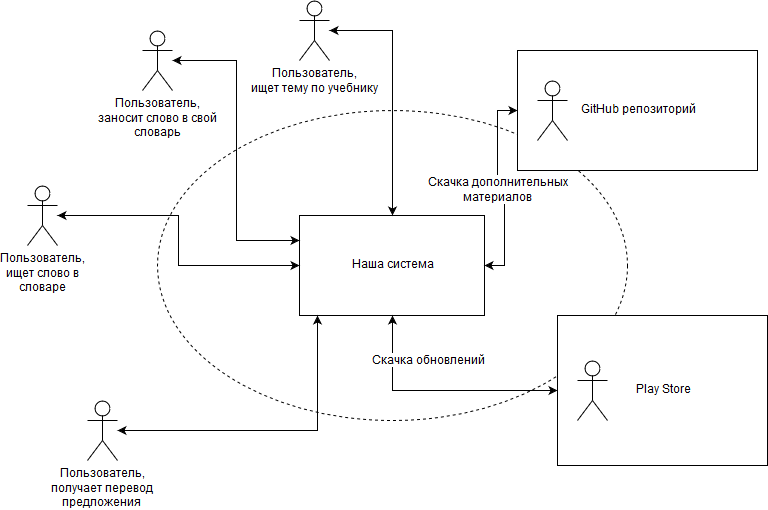 Пользователь,
ищет тему по учебнику
Пользователь,
заносит слово в свой
словарь
GitHub репозиторий
Скачка дополнительных
материалов
Пользователь,
ищет слово в
словаре
Наша система
Скачка обновлений
Play Store
Пользователь,
получает перевод
предложения